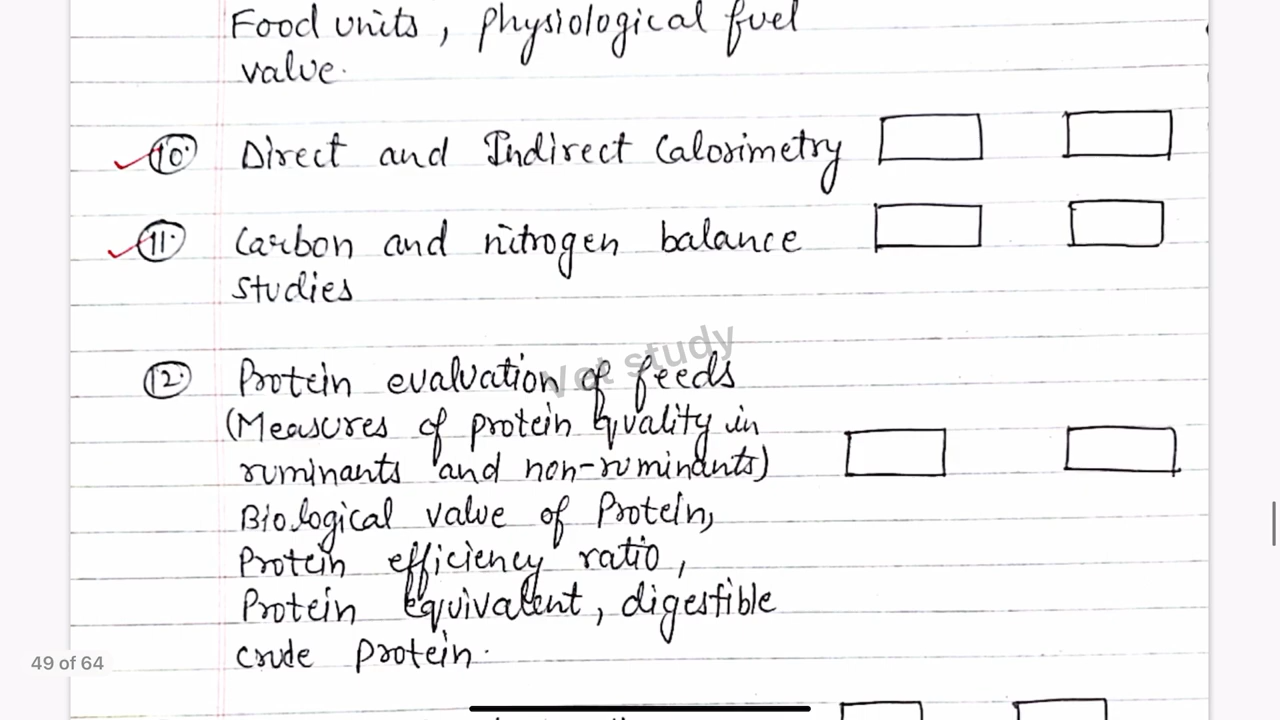 Food units, physiological fuel
value.
10. Direct and Indirect Calorimetry
11. Carbon and nitrogen balance
studies
Vet study
12. Protein evaluation of feeds
(Measures of protein quality in
ruminants and non-ruminants)
Biological value of Protein,
Protein efficiency ratio,
Protein Equivalent, digestible
crude protein.
49 of 64